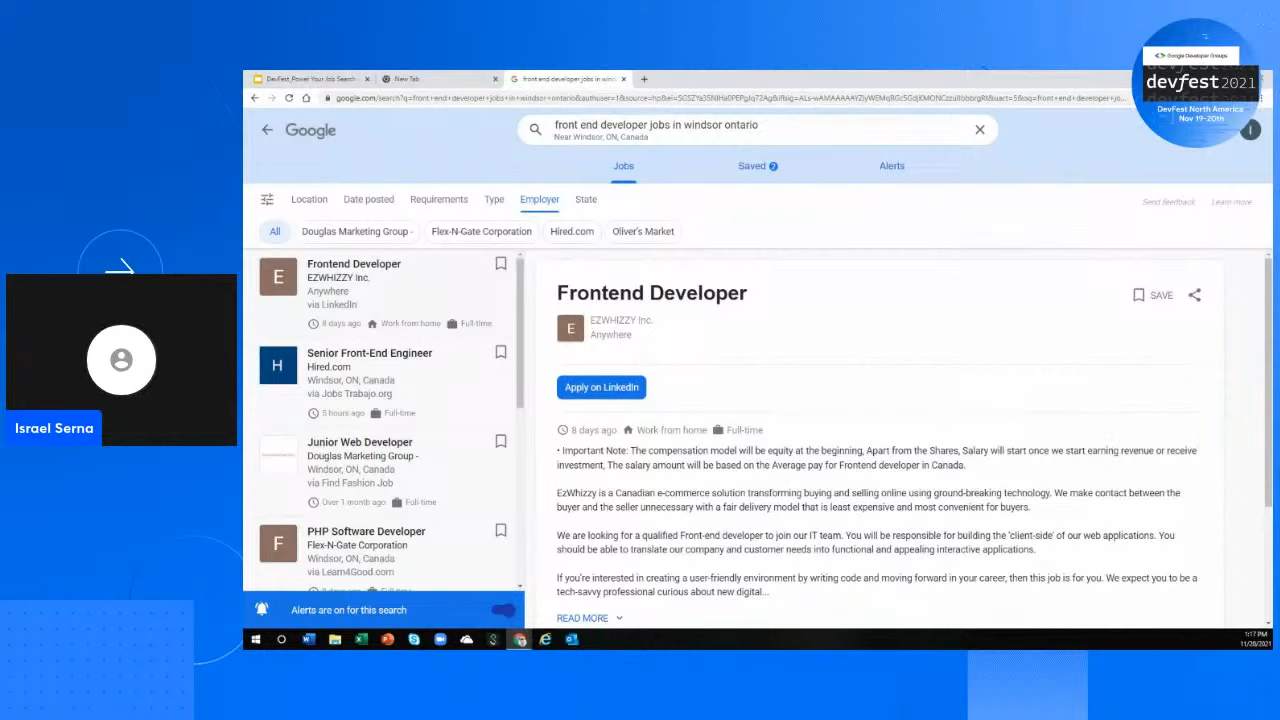 DevFest_Power Your Job Search
New Tab
front end developer jobs in wind
Google Developer Groups
devfest 2021
DevFest North America
Nov 19-20th
Google
front end developer jobs in windsor ontario
Near Windsor, ON, Canada
I
Jobs
Saved 2
Alerts
Location Date posted Requirements Type Employer State
Send feedback Learn more
All Douglas Marketing Group - Flex-N-Gate Corporation Hired.com Oliver's Market
E
Frontend Developer
EZWHIZZY Inc.
Anywhere
via LinkedIn
8 days ago Work from home Full-time
H
Senior Front-End Engineer
Hired.com
Windsor, ON, Canada
via Jobs Trabajo.org
5 hours ago Full-time
Junior Web Developer
Douglas Marketing Group -
Windsor, ON, Canada
via Find Fashion Job
Over 1 month ago Full-time
F
PHP Software Developer
Flex-N-Gate Corporation
Windsor, ON, Canada
via Learn4Good.com
Alerts are on for this search
Frontend Developer
SAVE
E
EZWHIZZY Inc.
Anywhere
Apply on LinkedIn
8 days ago Work from home Full-time
• Important Note: The compensation model will be equity at the beginning, Apart from the Shares, Salary will start once we start earning revenue or receive
investment, The salary amount will be based on the Average pay for Frontend developer in Canada.
EzWhizzy is a Canadian e-commerce solution transforming buying and selling online using ground-breaking technology. We make contact between the
buyer and the seller unnecessary with a fair delivery model that is least expensive and most convenient for buyers.
We are looking for a qualified Front-end developer to join our IT team. You will be responsible for building the 'client-side' of our web applications. You
should be able to translate our company and customer needs into functional and appealing interactive applications.
If you're interested in creating a user-friendly environment by writing code and moving forward in your career, then this job is for you. We expect you to be a
tech-savvy professional curious about new digital...
READ MORE
Israel Serna
1:17 PM
11/20/2021